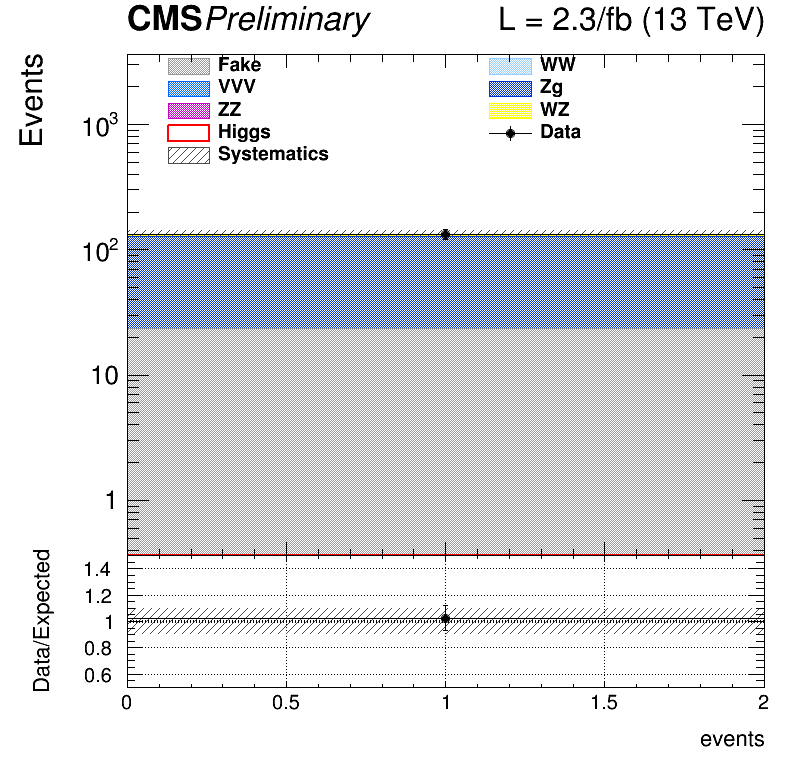 CMSPreliminary L = 2.3/fb (13 TeV)
Events
Fake WW
VVV Zg
ZZ WZ
Higgs Data
Systematics
10³
10²
10
1
Data/Expected
1.4
1.2
1
0.8
0.6
0 0.5 1 1.5 2
events